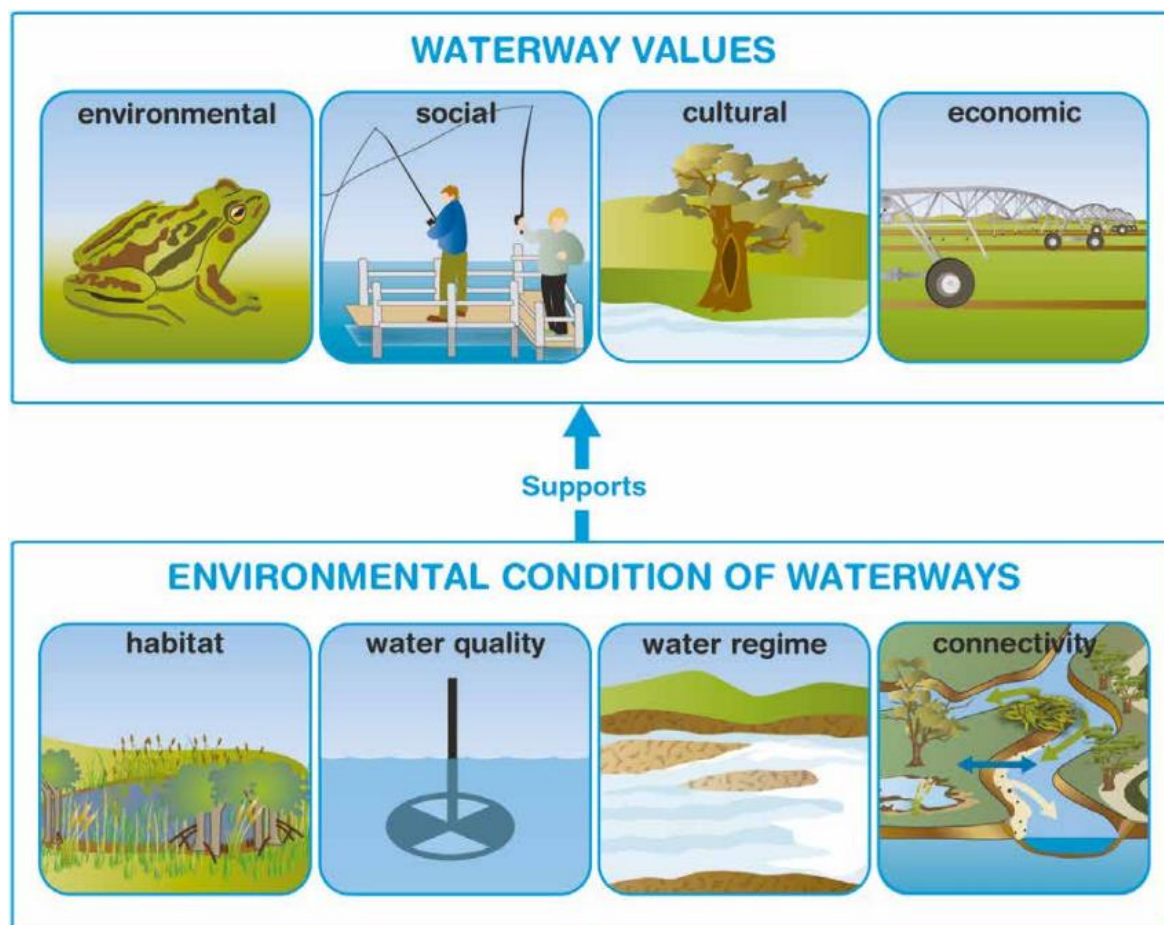 WATERWAY VALUES
environmental
social
cultural
economic
Supports
ENVIRONMENTAL CONDITION OF WATERWAYS
habitat
water quality
water regime
connectivity